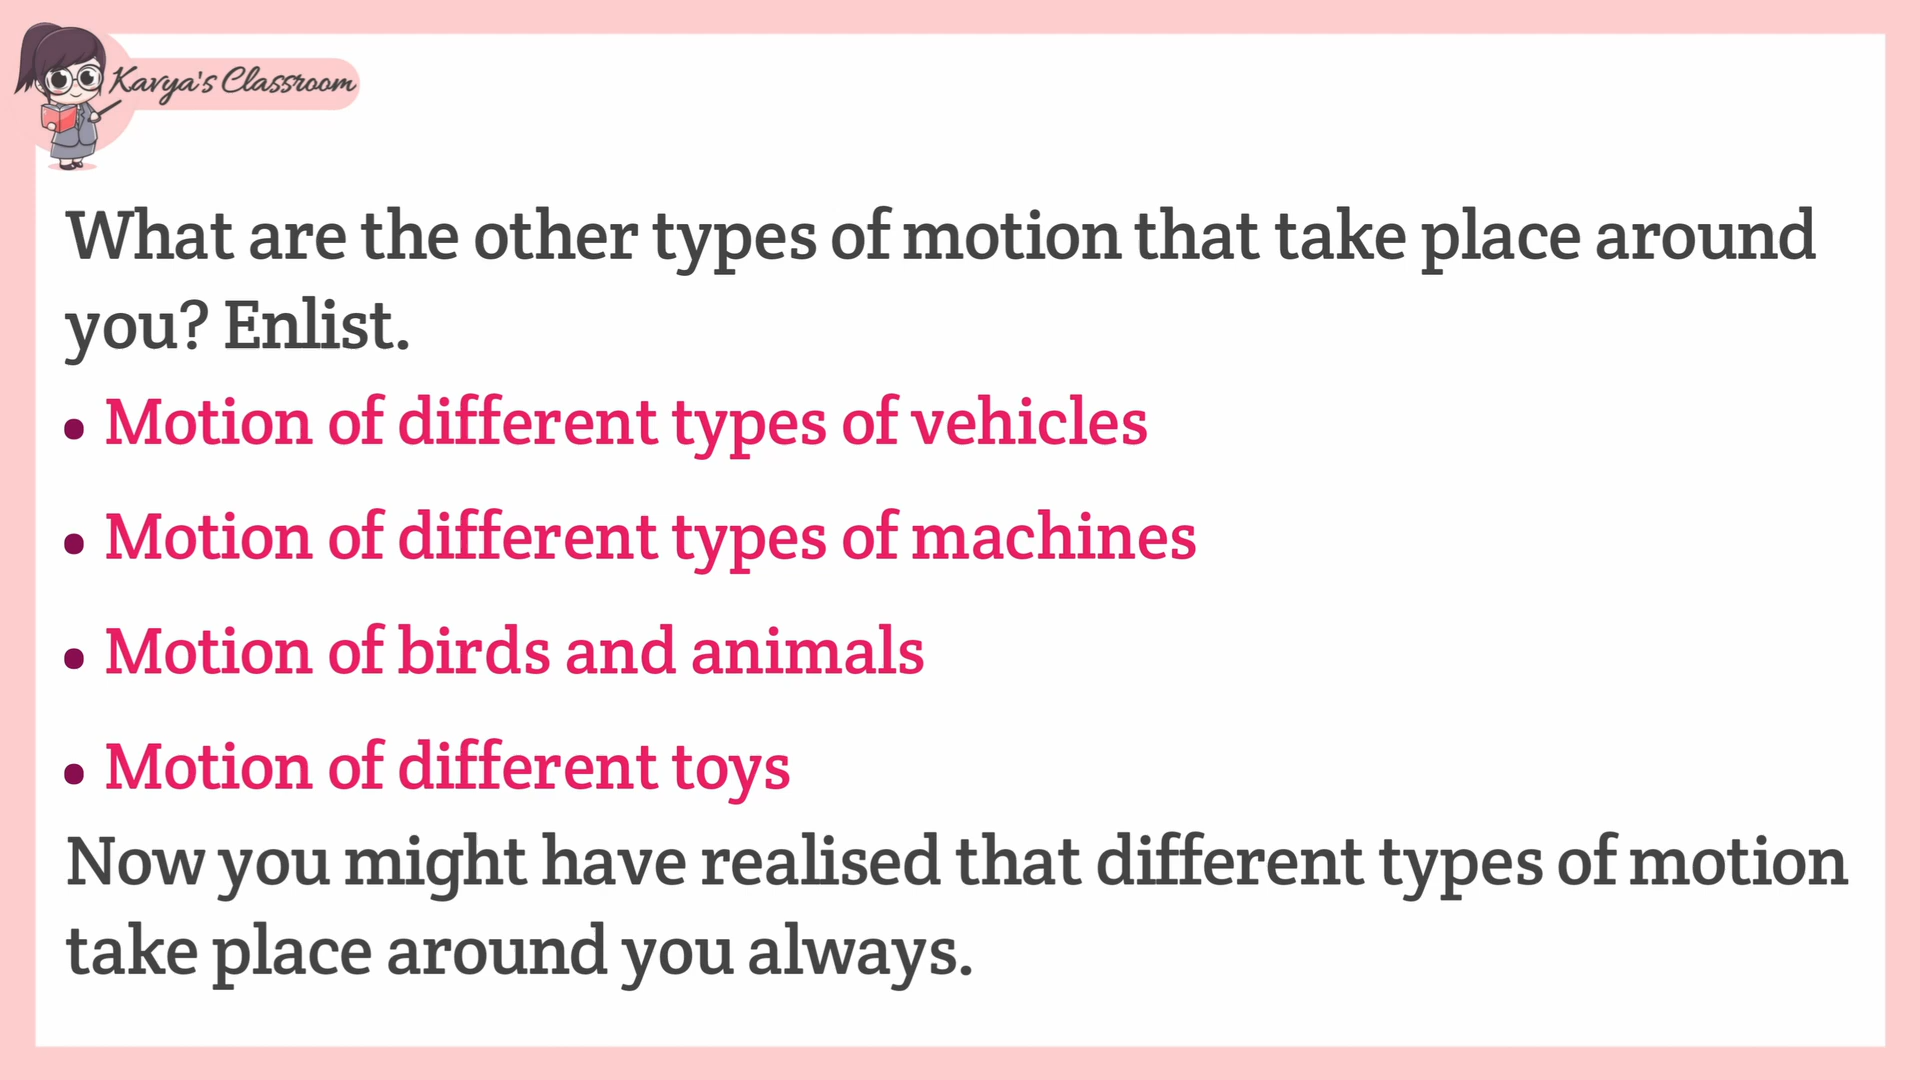 Kavya's Classroom
What are the other types of motion that take place around
you? Enlist.
• Motion of different types of vehicles
• Motion of different types of machines
• Motion of birds and animals
• Motion of different toys
Now you might have realised that different types of motion
take place around you always.